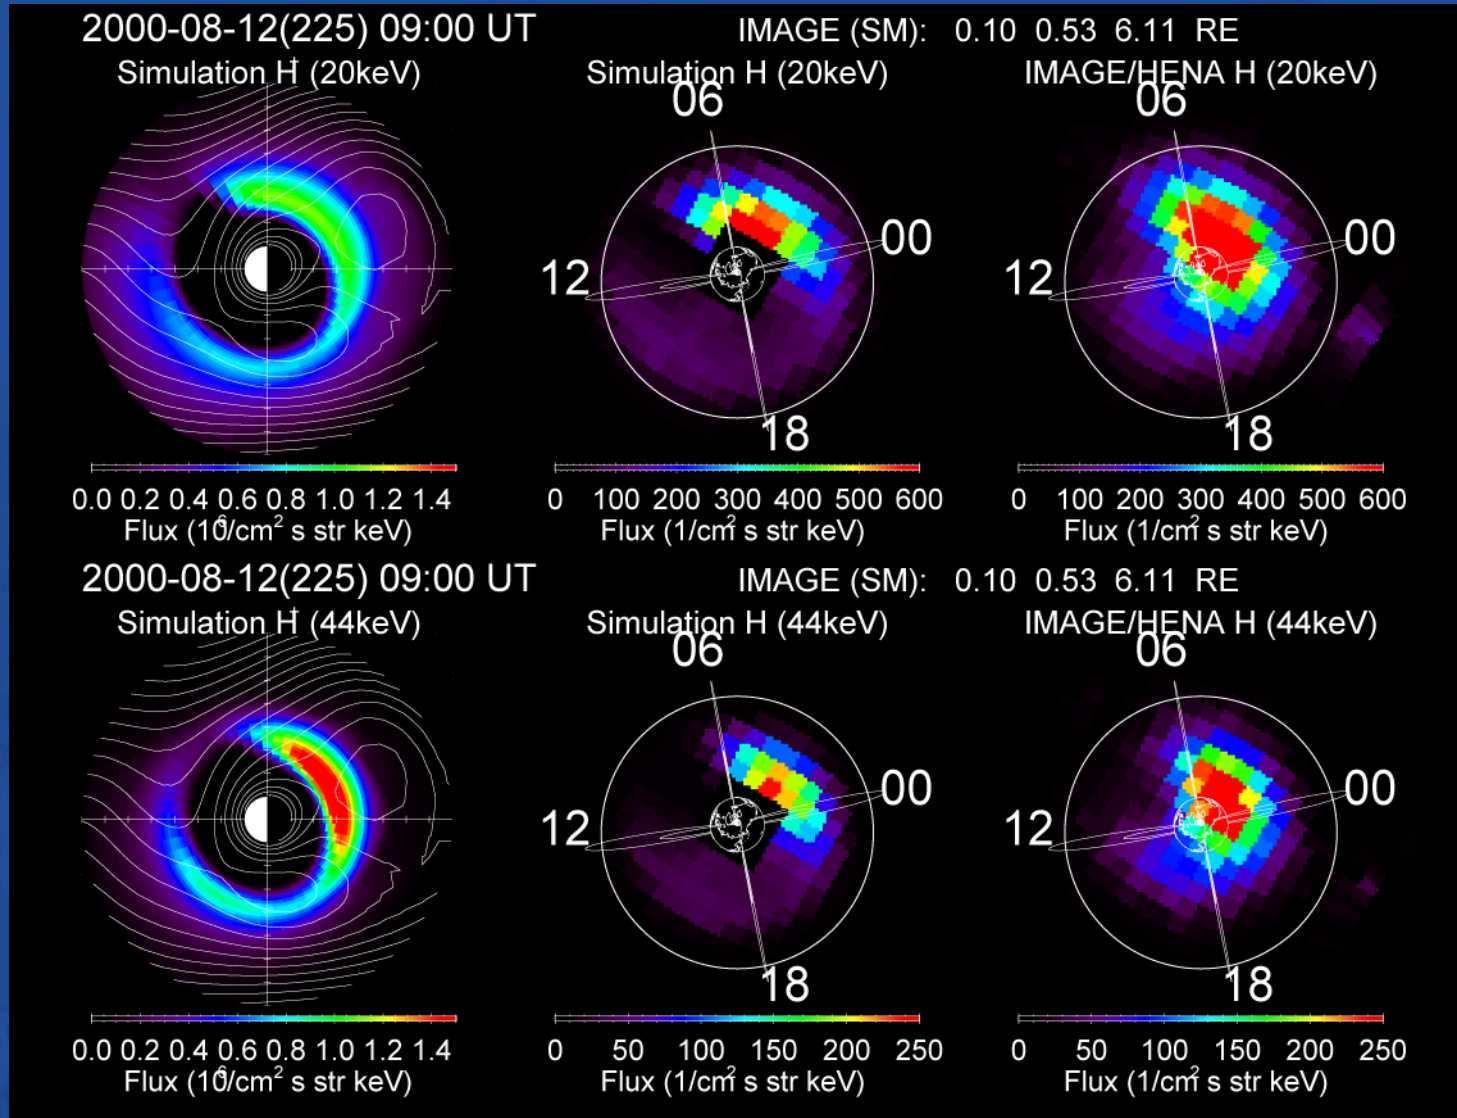 2000-08-12(225) 09:00 UT IMAGE (SM): 0.10 0.53 6.11 RE
Simulation H⁺ (20keV) Simulation H (20keV) IMAGE/HENA H (20keV)
06 06
00 00
12 12
18 18
0.0 0.2 0.4 0.6 0.8 1.0 1.2 1.4 0 100 200 300 400 500 600 0 100 200 300 400 500 600
Flux (10⁶/cm² s str keV) Flux (1/cm² s str keV) Flux (1/cm² s str keV)
2000-08-12(225) 09:00 UT IMAGE (SM): 0.10 0.53 6.11 RE
Simulation H⁺ (44keV) Simulation H (44keV) IMAGE/HENA H (44keV)
06 06
00 00
12 12
18 18
0.0 0.2 0.4 0.6 0.8 1.0 1.2 1.4 0 50 100 150 200 250 0 50 100 150 200 250
Flux (10⁶/cm² s str keV) Flux (1/cm² s str keV) Flux (1/cm² s str keV)